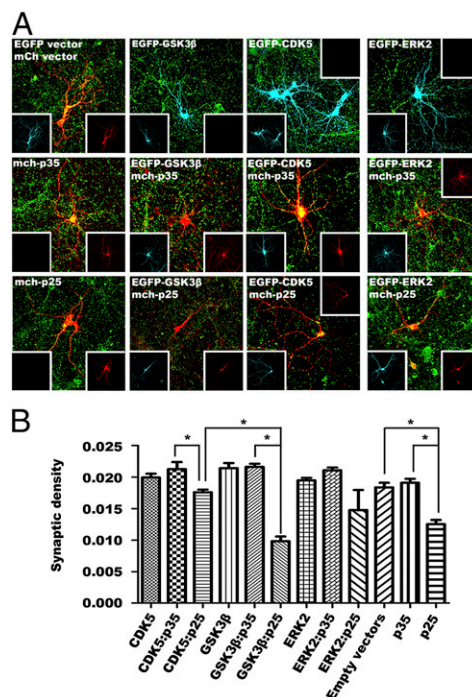 A
EGFP vector
mCh vector
EGFP-GSK3β
EGFP-CDK5
EGFP-ERK2
mch-p35
EGFP-GSK3β
mch-p35
EGFP-CDK5
mch-p35
EGFP-ERK2
mch-p35
mch-p25
EGFP-GSK3β
mch-p25
EGFP-CDK5
mch-p25
EGFP-ERK2
mch-p25
B
Synaptic density
0.025
0.020
0.015
0.010
0.005
0.000
* * * * *
CDK5
CDK5:p35
CDK5:p25
GSK3β
GSK3β:p35
GSK3β:p25
ERK2
ERK2:p35
ERK2:p25
Empty vectors
p35
p25